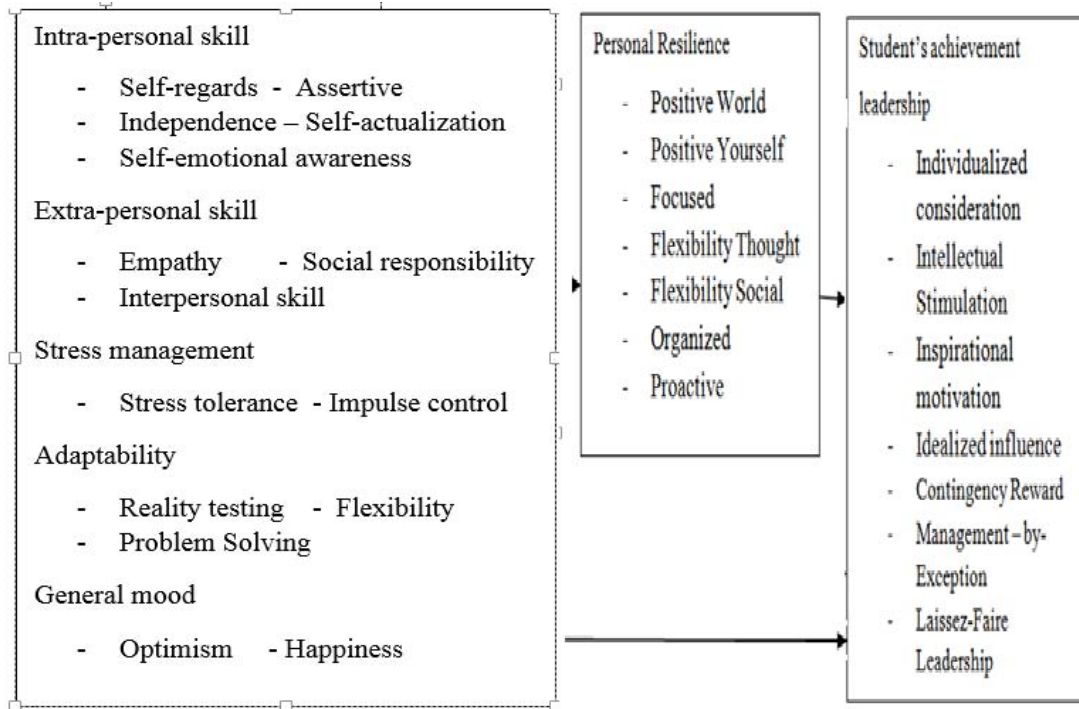 Intra-personal skill
- Self-regards - Assertive
- Independence – Self-actualization
- Self-emotional awareness
Extra-personal skill
- Empathy - Social responsibility
- Interpersonal skill
Stress management
- Stress tolerance - Impulse control
Adaptability
- Reality testing - Flexibility
- Problem Solving
General mood
- Optimism - Happiness
Personal Resilience
- Positive World
- Positive Yourself
- Focused
- Flexibility Thought
- Flexibility Social
- Organized
- Proactive
Student’s achievement
leadership
- Individualized
consideration
- Intellectual
Stimulation
- Inspirational
motivation
- Idealized influence
- Contingency Reward
- Management – by-
Exception
- Laissez-Faire
Leadership